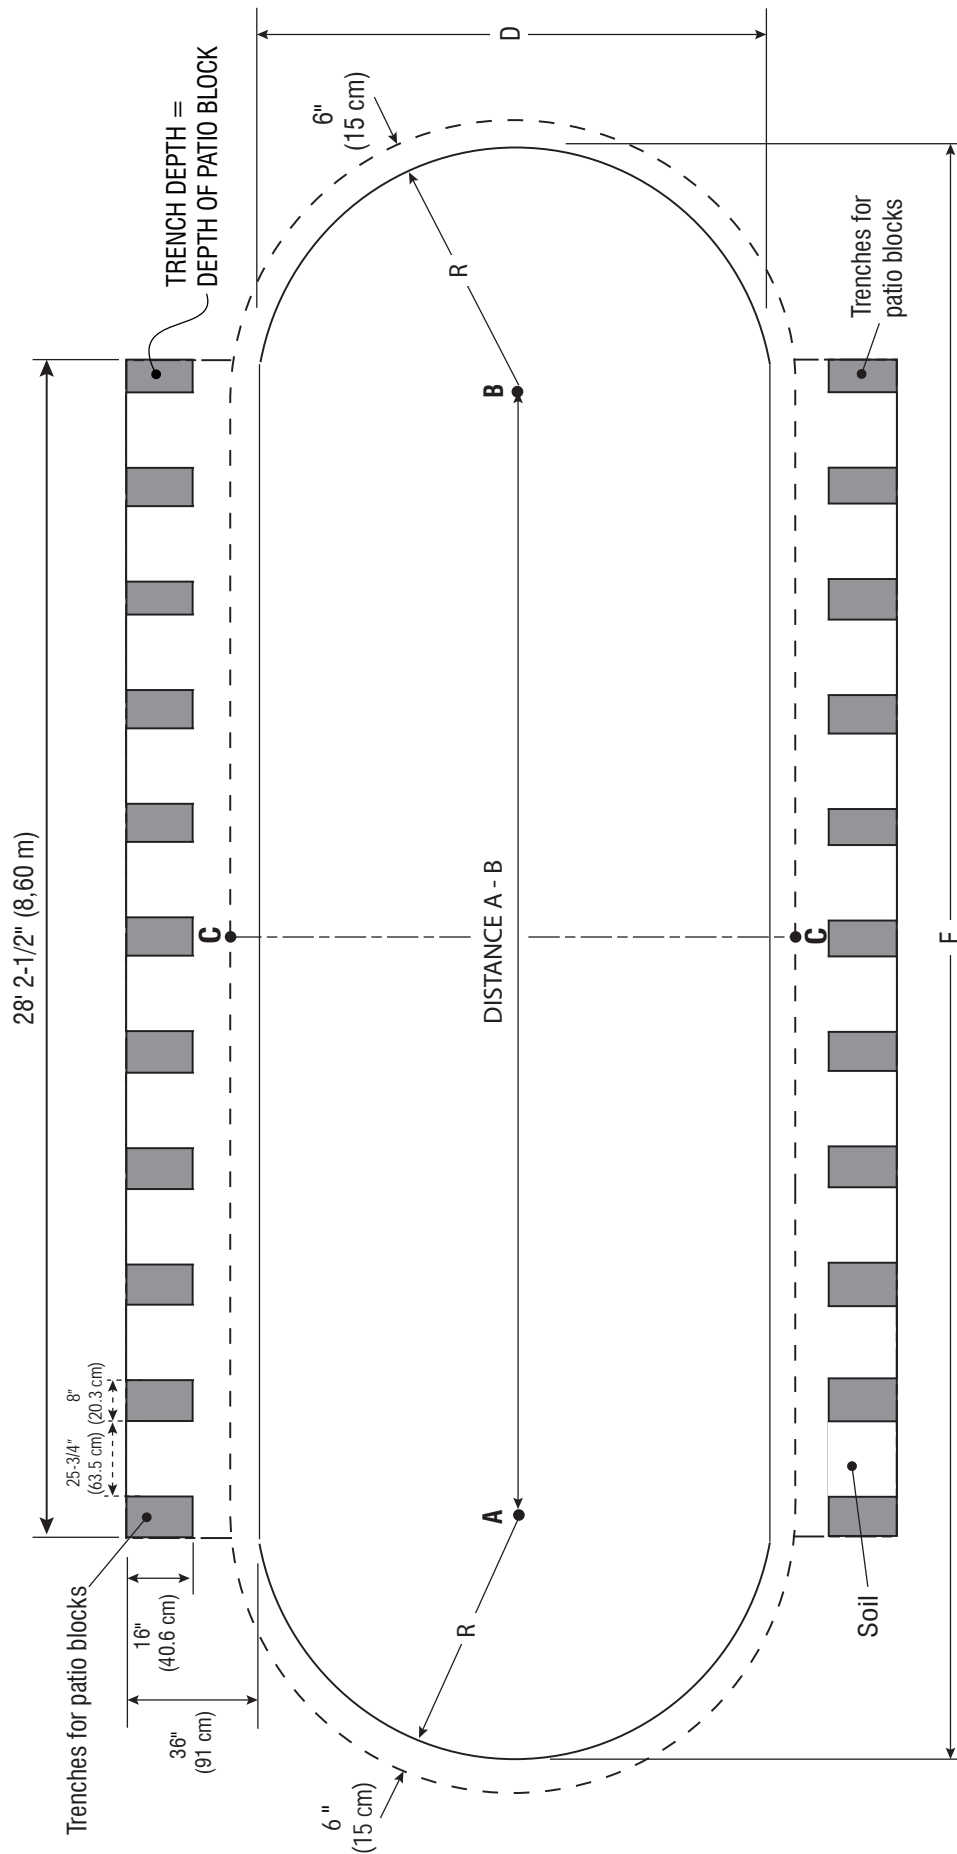 28' 2-1/2" (8,60 m)
TRENCH DEPTH =
DEPTH OF PATIO BLOCK
25-3/4"
(63.5 cm)
8"
(20.3 cm)
Trenches for patio blocks
16"
(40.6 cm)
36"
(91 cm)
6"
(15 cm)
D
R
B
C
DISTANCE A - B
C
A
R
6"
(15 cm)
Trenches for
patio blocks
Soil